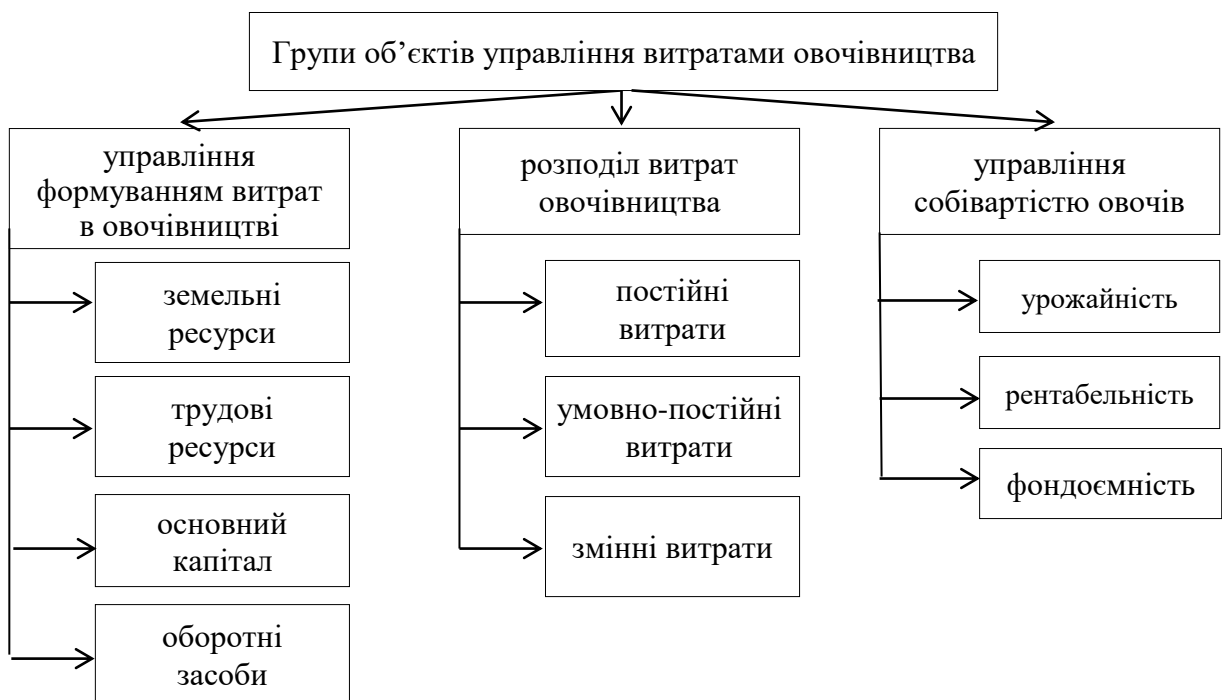 Групи об’єктів управління витратами овочівництва
управління
формуванням витрат
в овочівництві
земельні
ресурси
трудові
ресурси
основний
капітал
оборотні
засоби
розподіл витрат
овочівництва
постійні
витрати
умовно-постійні
витрати
змінні витрати
управління
собівартістю овочів
урожайність
рентабельність
фондоємність